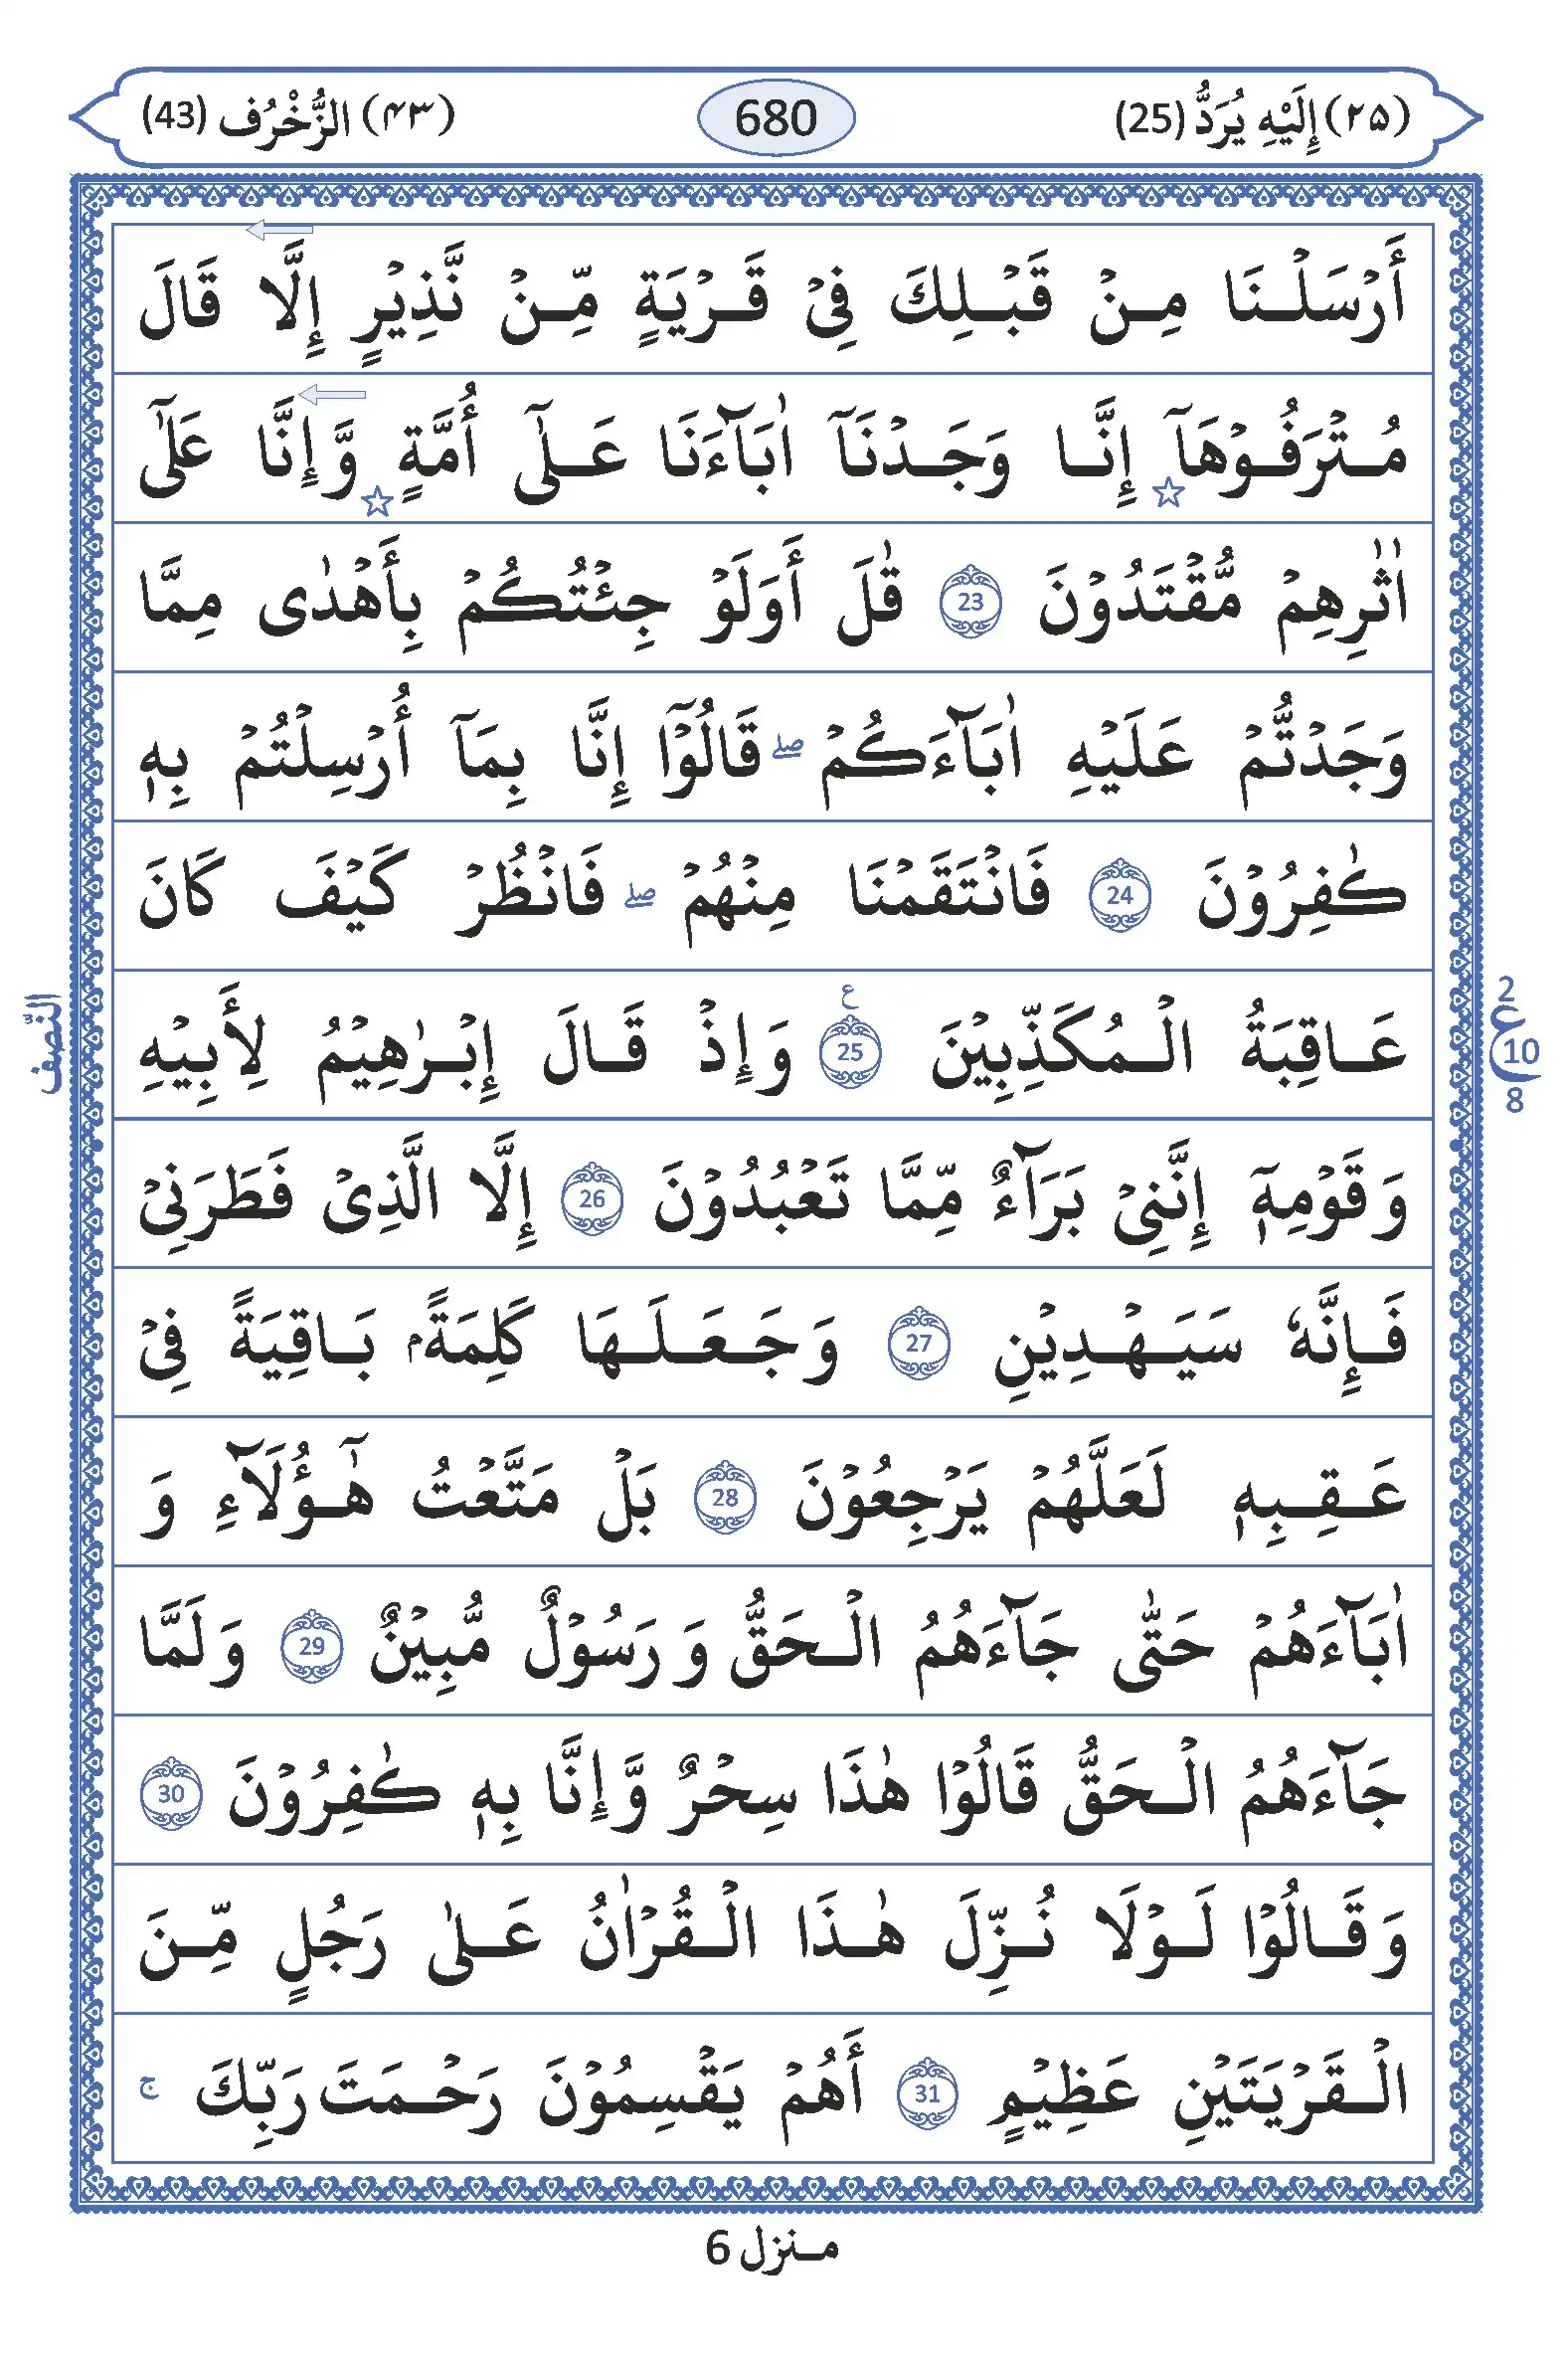 (۲۵) إِلَيْهِ يُرَدُّ (25) 680 (۴۳) الزُّخْرُف (43)
أَرْسَلْنَا مِنْ قَبْلِكَ فِيْ قَرْيَةٍ مِّنْ نَّذِيْرٍ إِلَّا قَالَ
مُتْرَفُوْهَآ ☆ إِنَّا وَجَدْنَآ اٰبَآءَنَا عَلٰٓى أُمَّةٍ ☆ وَّإِنَّا عَلٰٓى
اٰثٰرِهِمْ مُّقْتَدُوْنَ 23 قٰلَ أَوَلَوْ جِئْتُكُمْ بِأَهْدٰى مِمَّا
وَجَدْتُّمْ عَلَيْهِ اٰبَآءَكُمْ ۖ قَالُوْٓا إِنَّا بِمَآ أُرْسِلْتُمْ بِهٖ
كٰفِرُوْنَ 24 فَانْتَقَمْنَا مِنْهُمْ ۖ فَانْظُرْ كَيْفَ كَانَ
عَاقِبَةُ الْمُكَذِّبِيْنَ 25 ع وَإِذْ قَالَ إِبْرٰهِيْمُ لِأَبِيْهِ
2
ع 10
8
النّصف
وَقَوْمِهٖٓ إِنَّنِيْ بَرَآءٌ مِّمَّا تَعْبُدُوْنَ 26 إِلَّا الَّذِيْ فَطَرَنِيْ
فَإِنَّهٗ سَيَهْدِيْنِ 27 وَجَعَلَهَا كَلِمَةًۢ بَاقِيَةً فِيْ
عَقِبِهٖ لَعَلَّهُمْ يَرْجِعُوْنَ 28 بَلْ مَتَّعْتُ هٰٓؤُلَآءِ وَ
اٰبَآءَهُمْ حَتّٰى جَآءَهُمُ الْحَقُّ وَرَسُوْلٌ مُّبِيْنٌ 29 وَلَمَّا
جَآءَهُمُ الْحَقُّ قَالُوْا هٰذَا سِحْرٌ وَّإِنَّا بِهٖ كٰفِرُوْنَ 30
وَقَالُوْا لَوْلَا نُزِّلَ هٰذَا الْقُرْاٰنُ عَلٰى رَجُلٍ مِّنَ
الْقَرْيَتَيْنِ عَظِيْمٍ 31 أَهُمْ يَقْسِمُوْنَ رَحْمَتَ رَبِّكَ ۚ
منزل 6